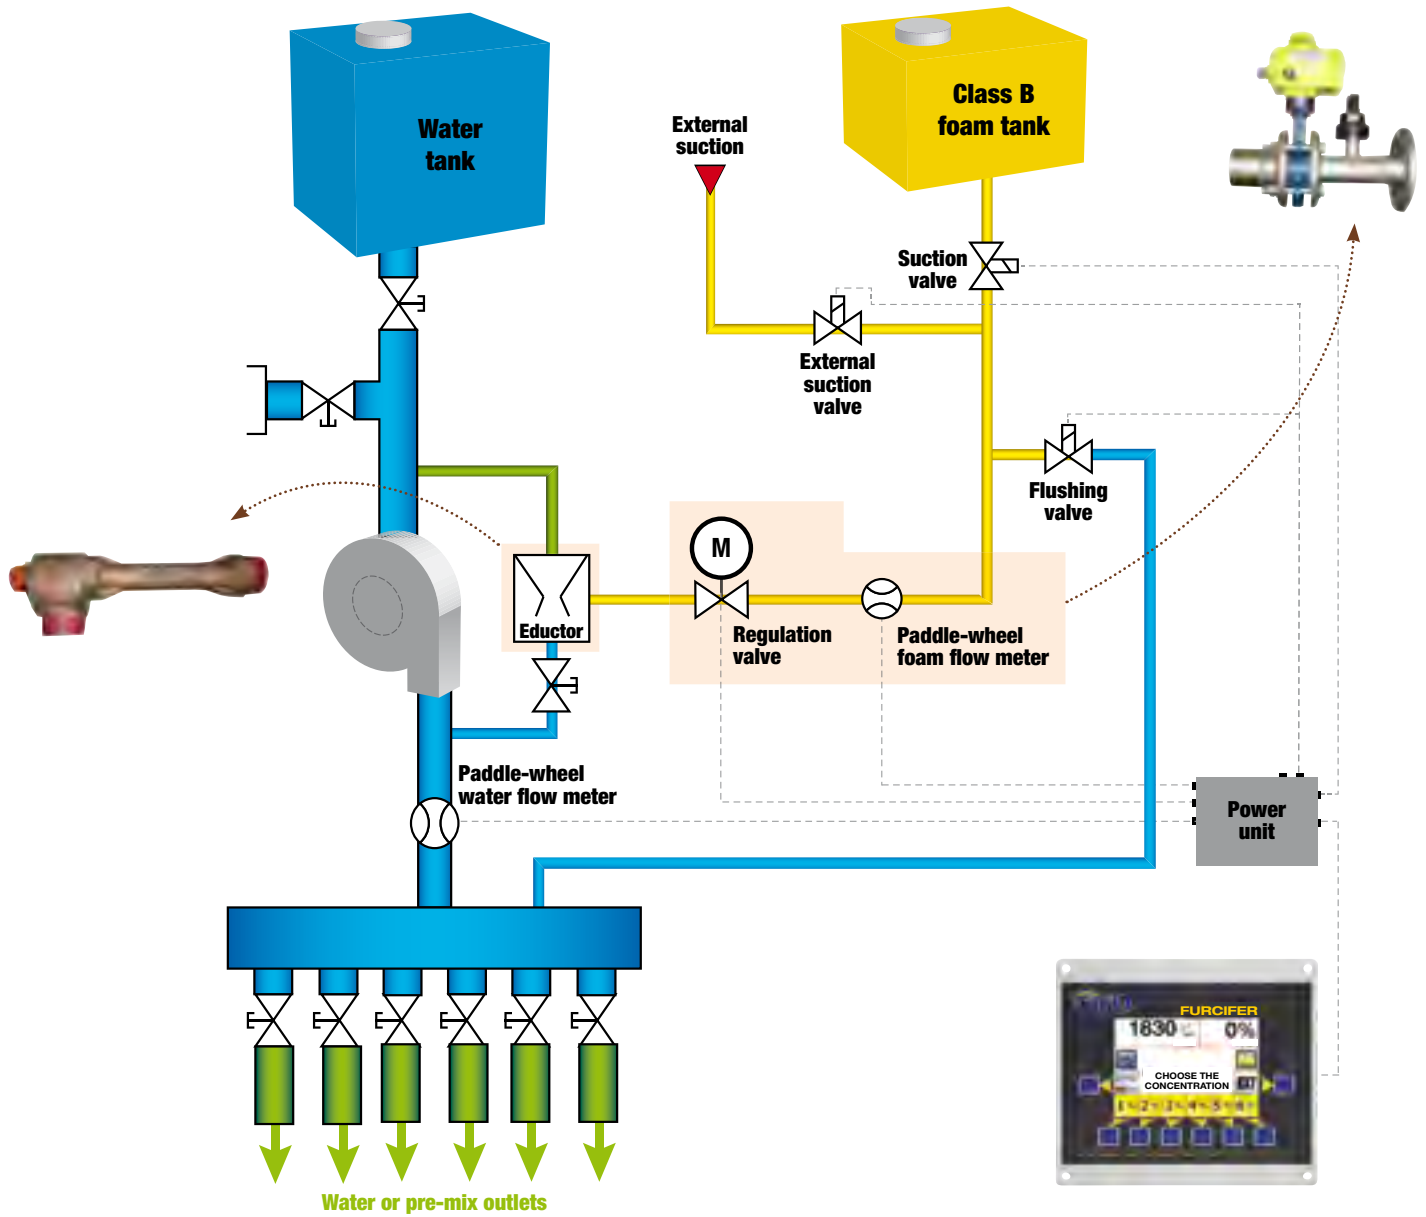 Water
tank
Class B
foam tank
External
suction
Suction
valve
External
suction
valve
Flushing
valve
M
Eductor
Regulation
valve
Paddle-wheel
foam flow meter
Paddle-wheel
water flow meter
Power
unit
FURCIFER
1830 0%
CHOOSE THE
CONCENTRATION
Water or pre-mix outlets